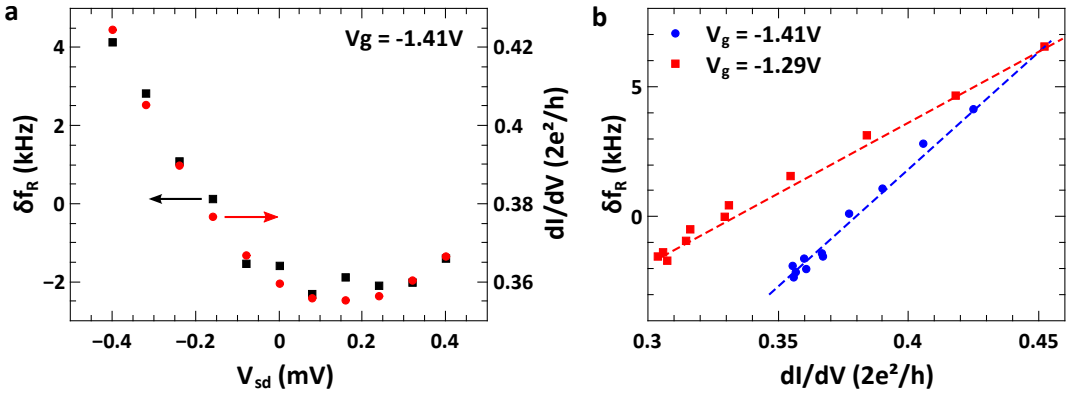 a
Vg = -1.41V
δf_R (kHz)
4
2
0
−2
0.42
0.4
0.38
0.36
dI/dV (2e²/h)
−0.4
−0.2
0
0.2
0.4
V_sd (mV)
b
V_g = -1.41V
V_g = -1.29V
δf_R (kHz)
5
0
0.3
0.35
0.4
0.45
dI/dV (2e²/h)